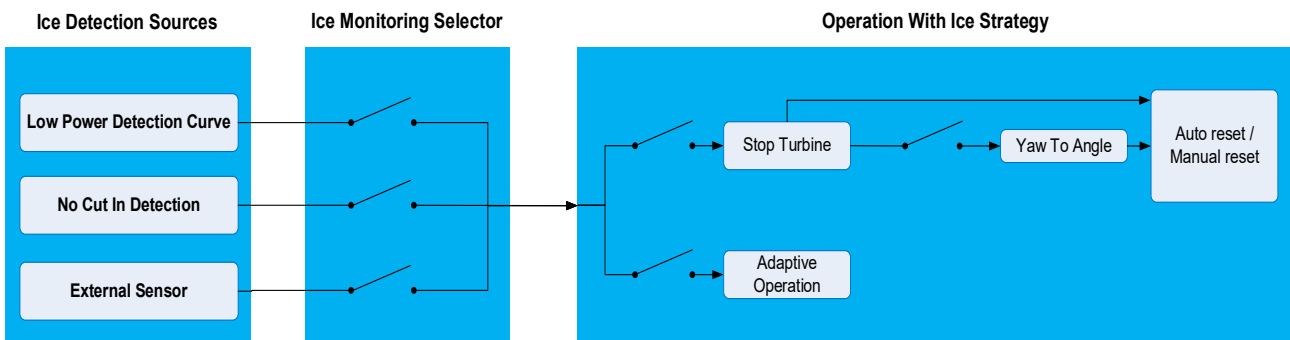 Ice Detection Sources
Ice Monitoring Selector
Operation With Ice Strategy
Low Power Detection Curve
No Cut In Detection
External Sensor
Stop Turbine
Yaw To Angle
Auto reset /
Manual reset
Adaptive
Operation